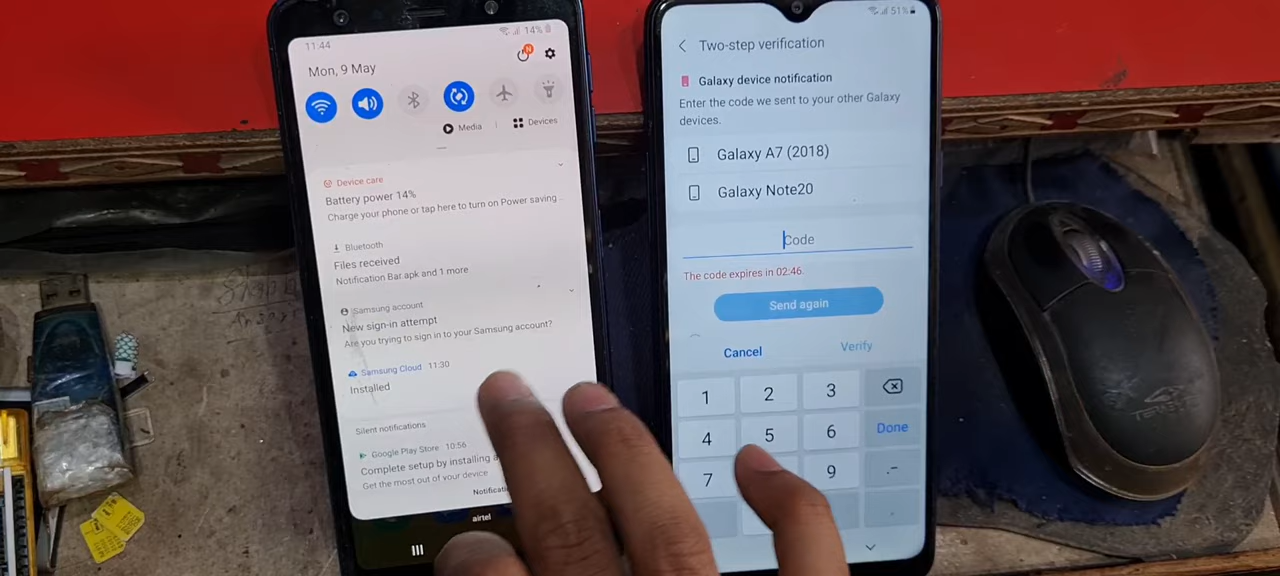 11:44
14%
Mon, 9 May
N
Media
Devices
Device care
Battery power 14%
Charge your phone or tap here to turn on Power saving ..
Bluetooth
Files received
Notification Bar apk and 1 more
Samsung account
New sign-in attempt
Are you trying to sign in to your Samsung account?
Samsung Cloud 11:30
Installed
Silent notifications
Google Play Store 10:56
Complete setup by installing
Get the most out of your device
airtel
51%
Two-step verification
Galaxy device notification
Enter the code we sent to your other Galaxy
devices.
Galaxy A7 (2018)
Galaxy Note20
Code
The code expires in 02:46.
Send again
Cancel
Verify
1 2 3
4 5 6 Done
7 9 .-
.